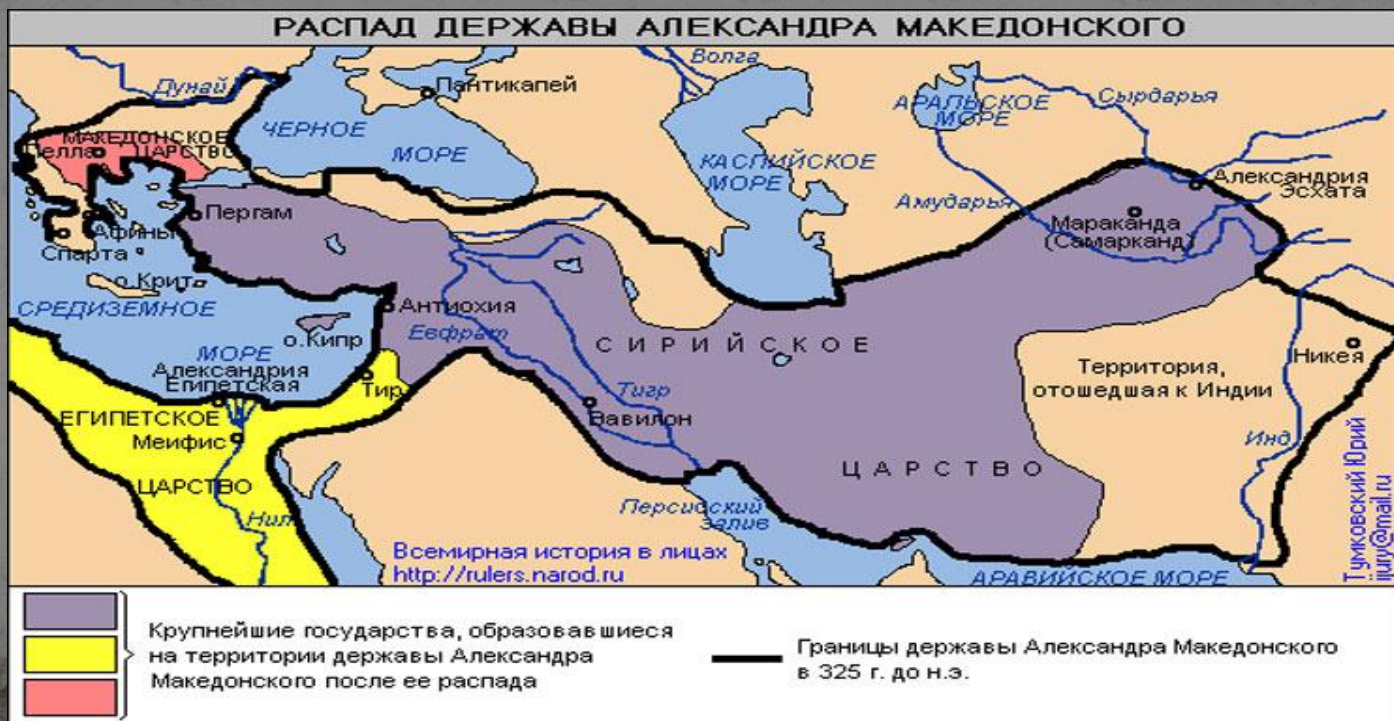 РАСПАД ДЕРЖАВЫ АЛЕКСАНДРА МАКЕДОНСКОГО
Дунай
Волга
Пантикапей
АРАЛЬСКОЕ
МОРЕ
Сырдарья
ЧЕРНОЕ
МОРЕ
МАКЕДОНСКОЕ
ЦАРСТВО
Пелла
КАСПИЙСКОЕ
МОРЕ
Александрия
Эсхата
Амударья
Мараканда
(Самарканд)
Пергам
Афины
Спарта
о.Крит
СРЕДИЗЕМНОЕ
МОРЕ
Антиохия
Евфрат
о.Кипр
СИРИЙСКОЕ
ЦАРСТВО
Территория,
отошедшая к Индии
Никея
Александрия
Египетская
Тир
Тигр
Вавилон
ЕГИПЕТСКОЕ
ЦАРСТВО
Меифис
Нил
Инд
Персидский
залив
АРАВИЙСКОЕ МОРЕ
Всемирная история в лицах
http://rulers.narod.ru
Тумковский Юрий
ijury@mail.ru
Крупнейшие государства, образовавшиеся
на территории державы Александра
Македонского после ее распада
Границы державы Александра Македонского
в 325 г. до н.э.